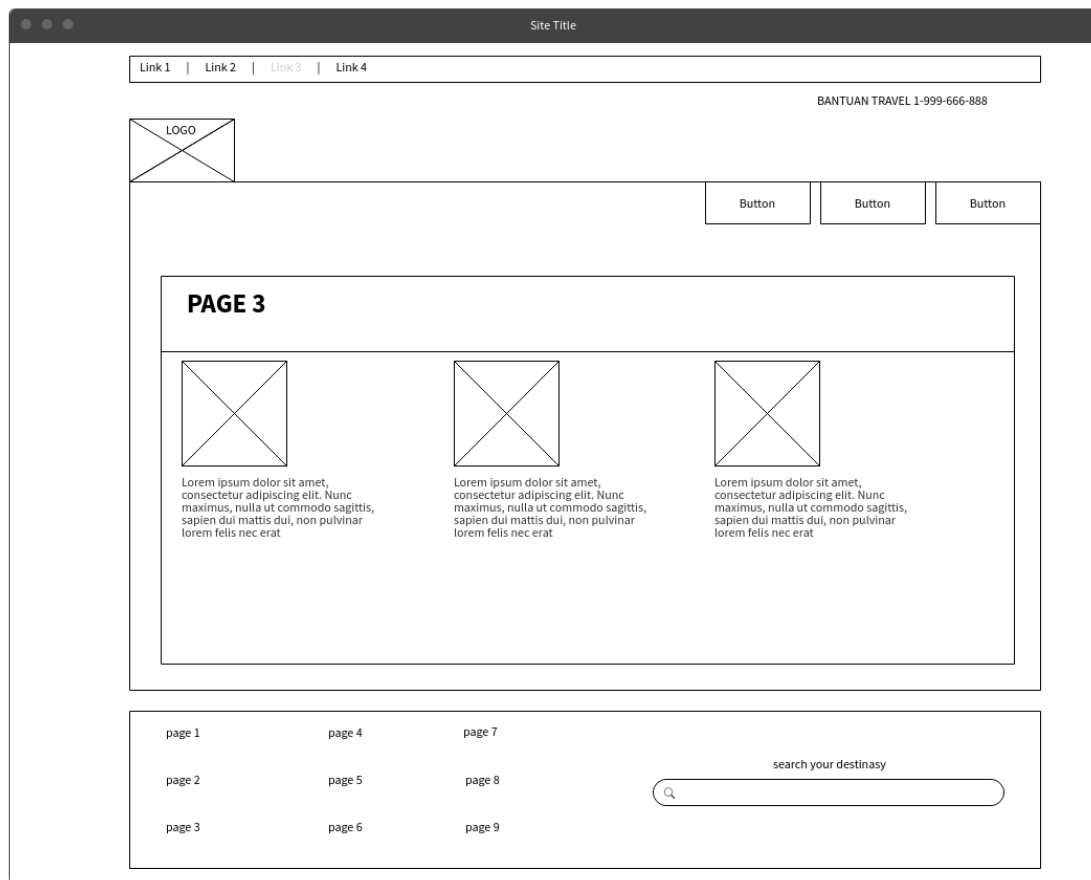 Site Title
Link 1 | Link 2 | Link 3 | Link 4
BANTUAN TRAVEL 1-999-666-888
LOGO
Button Button Button
PAGE 3
Lorem ipsum dolor sit amet,
consectetur adipiscing elit. Nunc
maximus, nulla ut commodo sagittis,
sapien dui mattis dui, non pulvinar
lorem felis nec erat
Lorem ipsum dolor sit amet,
consectetur adipiscing elit. Nunc
maximus, nulla ut commodo sagittis,
sapien dui mattis dui, non pulvinar
lorem felis nec erat
Lorem ipsum dolor sit amet,
consectetur adipiscing elit. Nunc
maximus, nulla ut commodo sagittis,
sapien dui mattis dui, non pulvinar
lorem felis nec erat
page 1 page 4 page 7
page 2 page 5 page 8
page 3 page 6 page 9
search your destinasy